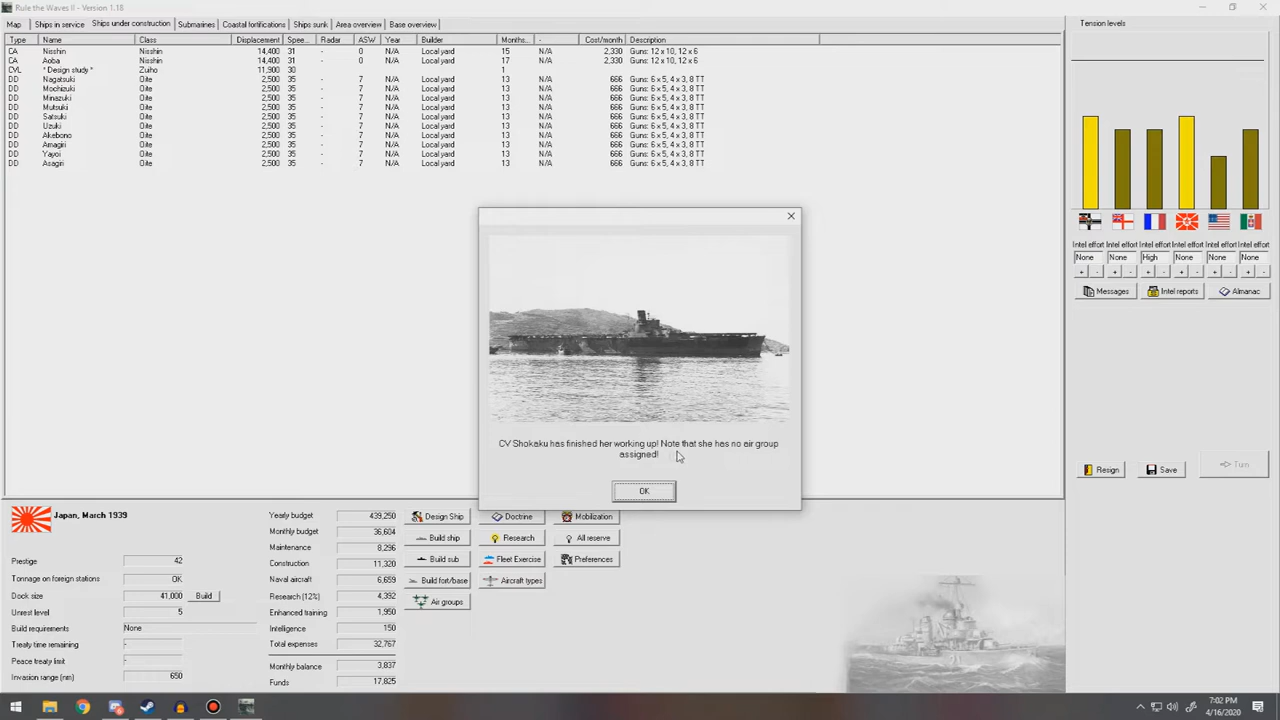 Rule the Waves II - Version 1.18
Map Ships in service Ships under construction Submarines Coastal fortifications Ships sunk Area overview Base overview
Type Name Class Displacement Spee... Radar ASW Year Builder Months... - Cost/month Description
CA Nisshin Nisshin 14,400 31 - 0 N/A Local yard 15 N/A 2,330 Guns: 12 x 10, 12 x 6
CA Aoba Nisshin 14,400 31 - 0 N/A Local yard 17 N/A 2,330 Guns: 12 x 10, 12 x 6
CVL * Design study * Zuiho 11,900 30 1
DD Nagatsuki Oite 2,500 35 - 7 N/A Local yard 13 N/A 666 Guns: 6 x 5, 4 x 3, 8 TT
DD Mochizuki Oite 2,500 35 - 7 N/A Local yard 13 N/A 666 Guns: 6 x 5, 4 x 3, 8 TT
DD Minazuki Oite 2,500 35 - 7 N/A Local yard 13 N/A 666 Guns: 6 x 5, 4 x 3, 8 TT
DD Mutsuki Oite 2,500 35 - 7 N/A Local yard 13 N/A 666 Guns: 6 x 5, 4 x 3, 8 TT
DD Satsuki Oite 2,500 35 - 7 N/A Local yard 13 N/A 666 Guns: 6 x 5, 4 x 3, 8 TT
DD Uzuki Oite 2,500 35 - 7 N/A Local yard 13 N/A 666 Guns: 6 x 5, 4 x 3, 8 TT
DD Akebono Oite 2,500 35 - 7 N/A Local yard 13 N/A 666 Guns: 6 x 5, 4 x 3, 8 TT
DD Amagiri Oite 2,500 35 - 7 N/A Local yard 13 N/A 666 Guns: 6 x 5, 4 x 3, 8 TT
DD Yayoi Oite 2,500 35 - 7 N/A Local yard 13 N/A 666 Guns: 6 x 5, 4 x 3, 8 TT
DD Asagiri Oite 2,500 35 - 7 N/A Local yard 13 N/A 666 Guns: 6 x 5, 4 x 3, 8 TT
CV Shokaku has finished her working up! Note that she has no air group
assigned!
OK
Tension levels
Intel effort Intel effort Intel effort Intel effort Intel effort Intel effort
None None High None None None
+ - + - + - + - + - + -
Messages Intel reports Almanac
Resign Save Turn
Japan, March 1939
Prestige 42
Tonnage on foreign stations OK
Dock size 41,000 Build
Unrest level 5
Build requirements None
Treaty time remaining -
Peace treaty limit -
Invasion range (nm) 650
Yearly budget 439,250
Monthly budget 36,604
Maintenance 8,296
Construction 11,320
Naval aircraft 6,659
Research (12%) 4,392
Enhanced training 1,950
Intelligence 150
Total expenses 32,767
Monthly balance 3,837
Funds 17,825
Design Ship Doctrine Mobilization
Build ship Research All reserve
Build sub Fleet Exercise Preferences
Build fort/base Aircraft types
Air groups
7:02 PM
4/16/2020